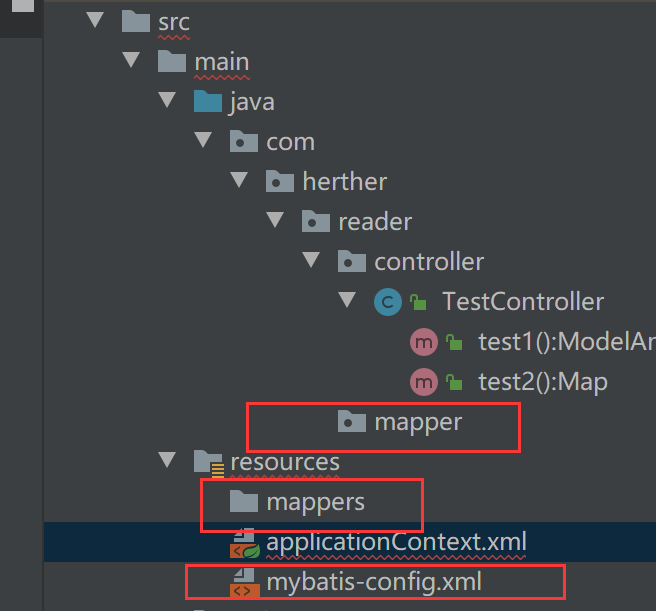 src
main
java
com
herther
reader
controller
C TestController
m test1():ModelAn
m test2():Map
mapper
resources
mappers
applicationContext.xml
mybatis-config.xml